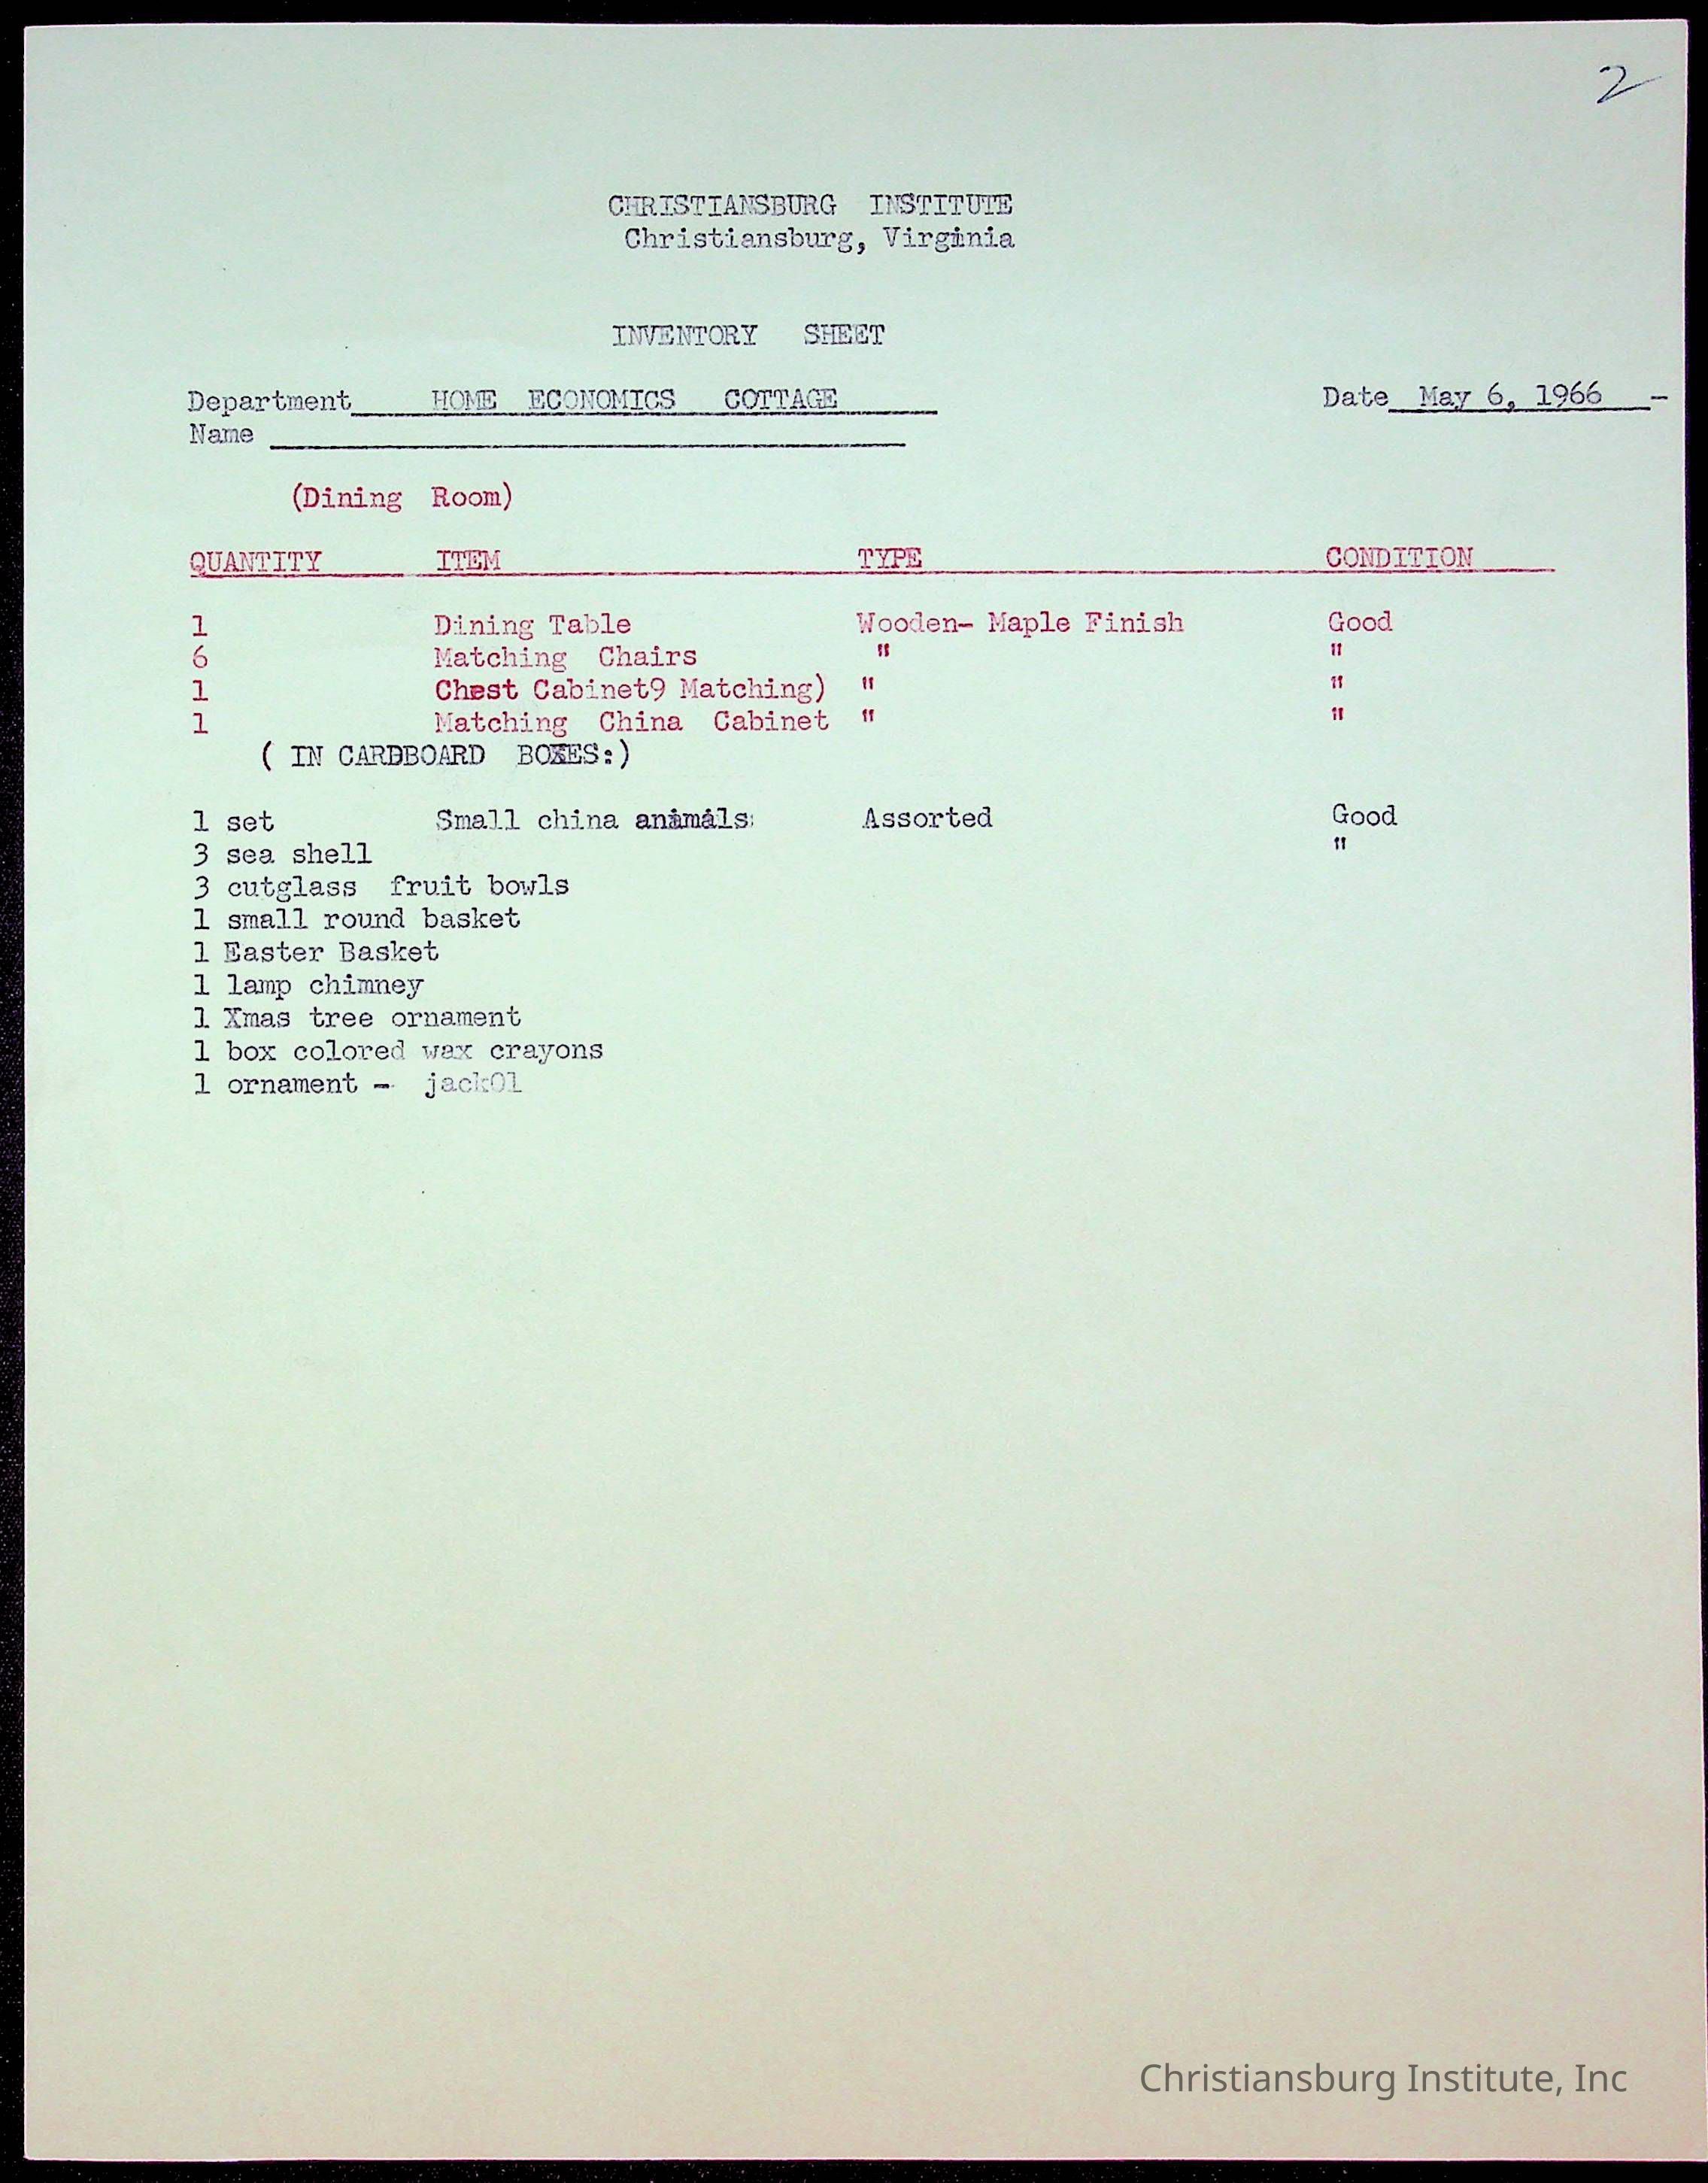 2
CHRISTIANSBURG INSTITUTE
Christiansburg, Virginia
INVENTORY SHEET
Department HOME ECONOMICS COTTAGE Date May 6, 1966 -
Name
(Dining Room)
QUANTITY ITEM TYPE CONDITION
1 Dining Table Wooden- Maple Finish Good
6 Matching Chairs " "
1 Chest Cabinet9 Matching) " "
1 Matching China Cabinet " "
( IN CARDBOARD BOXES:)
1 set Small china animals Assorted Good
3 sea shell "
3 cutglass fruit bowls
1 small round basket
1 Easter Basket
1 lamp chimney
1 Xmas tree ornament
1 box colored wax crayons
1 ornament - jack0l
Christiansburg Institute, Inc